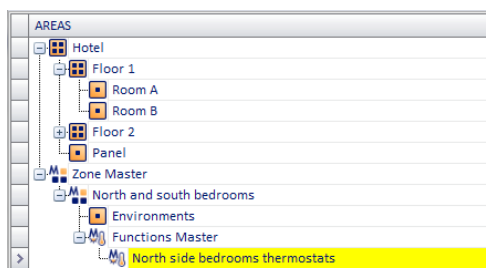 AREAS
Hotel
Floor 1
Room A
Room B
Floor 2
Panel
Zone Master
North and south bedrooms
Environments
Functions Master
North side bedrooms thermostats